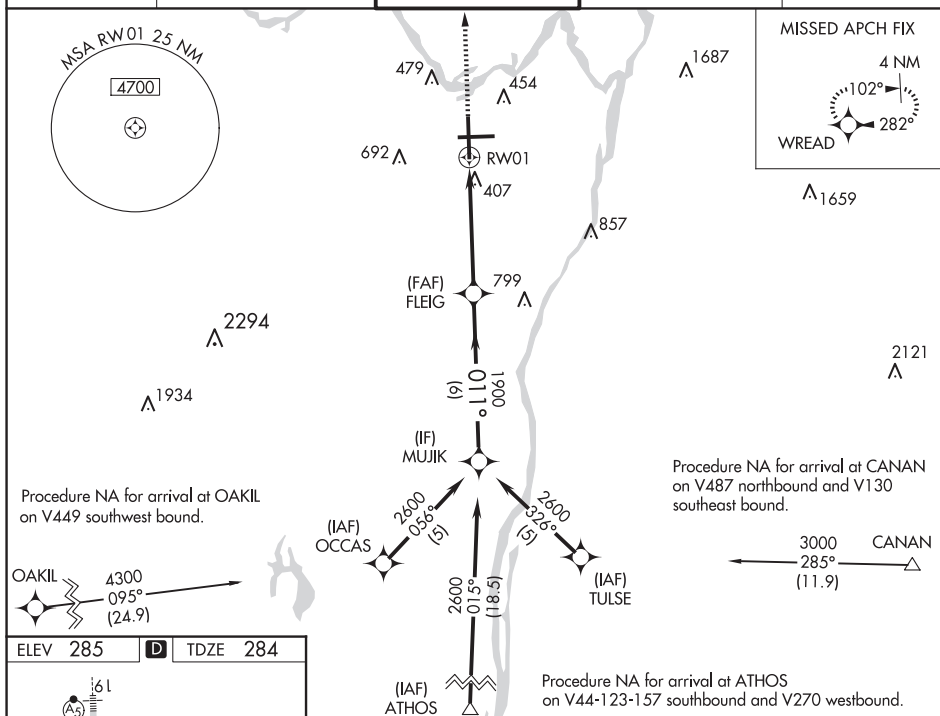 MSA RW01 25 NM
4700
479
454
1687
MISSED APCH FIX
4 NM
102°
282°
WREAD
692
RW01
407
1659
857
(FAF)
FLEIG
799
2294
2121
1934
1600
011°
(6)
(IF)
MUJIK
Procedure NA for arrival at OAKIL
on V449 southwest bound.
Procedure NA for arrival at CANAN
on V487 northbound and V130
southeast bound.
2600
056°
(5)
(IAF)
OCCAS
2600
326°
(5)
(IAF)
TULSE
3000
285°
(11.9)
CANAN
OAKIL
4300
095°
(24.9)
2600
015°
(18.5)
ELEV 285
D
TDZE 284
19
A5
(IAF)
ATHOS
Procedure NA for arrival at ATHOS
on V44-123-157 southbound and V270 westbound.